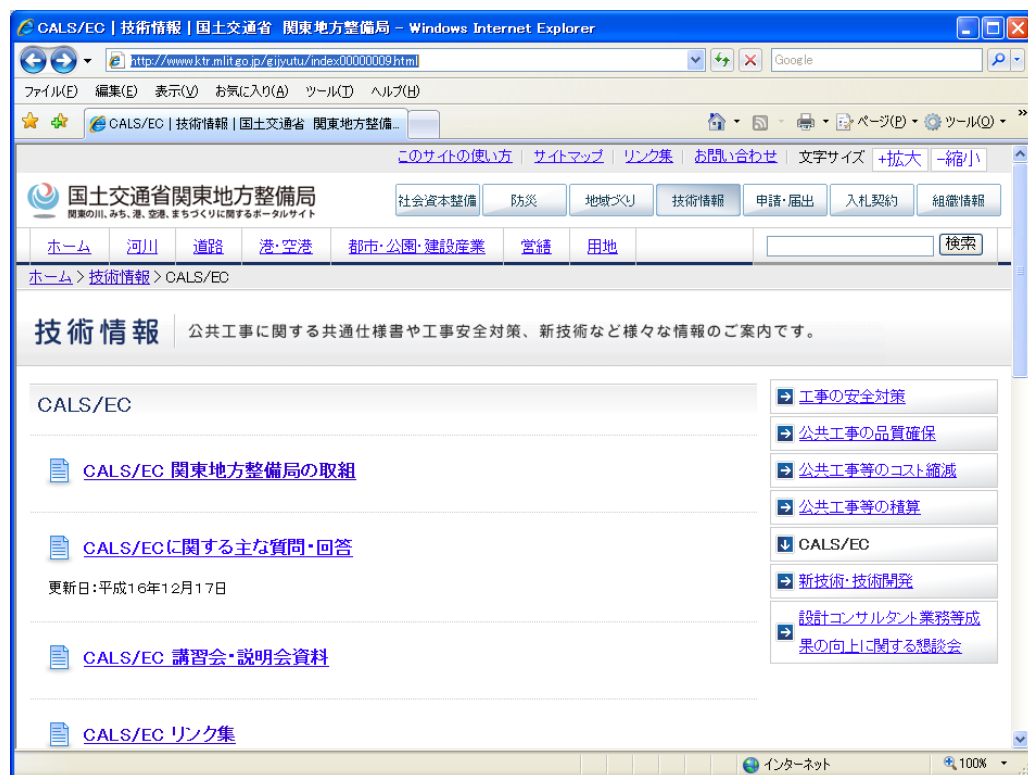 CALS/EC | 技術情報 | 国土交通省 関東地方整備局 - Windows Internet Explorer
http://www.ktr.mlit.go.jp/gijyutu/index00000009.html
Google
ファイル(F) 編集(E) 表示(V) お気に入り(A) ツール(T) ヘルプ(H)
CALS/EC | 技術情報 | 国土交通省 関東地方整備... ページ(P) ツール(O) »
このサイトの使い方 | サイトマップ | リンク集 | お問い合わせ | 文字サイズ +拡大 -縮小
国土交通省関東地方整備局
関東の川、みち、港、空港、まちづくりに関するポータルサイト
社会資本整備 防災 地域づくり 技術情報 申請・届出 入札契約 組織情報
ホーム 河川 道路 港・空港 都市・公園・建設産業 営繕 用地 検索
ホーム > 技術情報 > CALS/EC
技術情報 公共工事に関する共通仕様書や工事安全対策、新技術など様々な情報のご案内です。
CALS/EC
CALS/EC 関東地方整備局の取組
CALS/ECに関する主な質問・回答
更新日:平成16年12月17日
CALS/EC 講習会・説明会資料
CALS/EC リンク集
工事の安全対策
公共工事の品質確保
公共工事等のコスト縮減
公共工事等の積算
CALS/EC
新技術・技術開発
設計コンサルタント業務等成
果の向上に関する懇談会
インターネット 100%